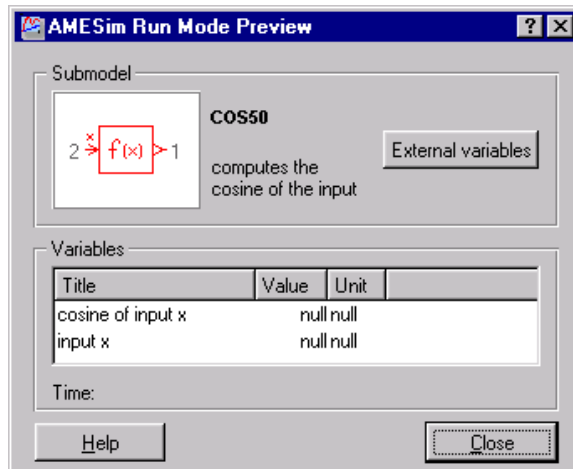 AMESim Run Mode Preview
Submodel
COS50
External variables
computes the
cosine of the input
2 x f(x) 1
Variables
Title Value Unit
cosine of input x null null
input x null null
Time:
Help Close